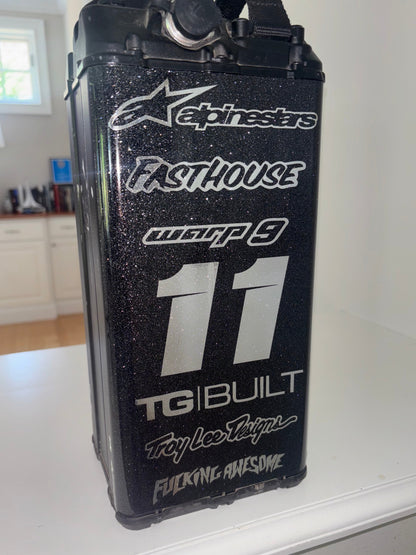 alpinestars
FASTHOUSE
warp 9
11
TG|BUILT
Troy Lee Designs
FUCKING AWESOME